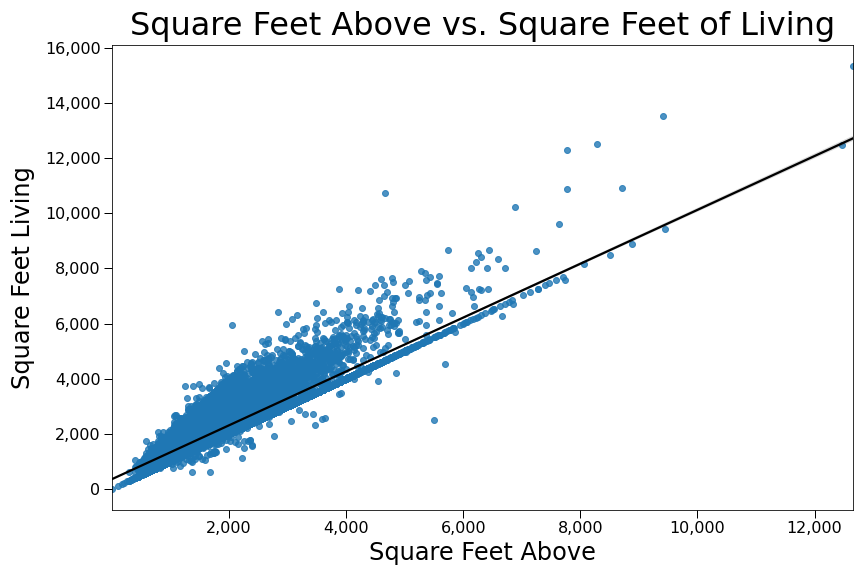 Square Feet Above vs. Square Feet of Living
16,000
14,000
12,000
10,000
8,000
6,000
4,000
2,000
0
Square Feet Living
2,000 4,000 6,000 8,000 10,000 12,000
Square Feet Above